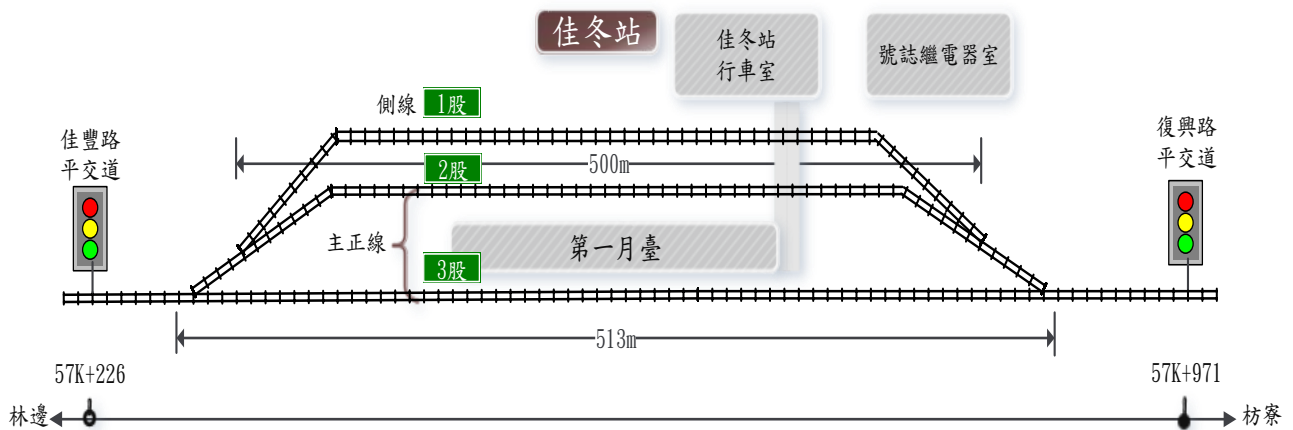 佳冬站
佳冬站
行車室
號誌繼電器室
側線
1股
佳豐路
平交道
復興路
平交道
500m
2股
主正線
第一月臺
3股
513m
57K+226
57K+971
林邊
枋寮